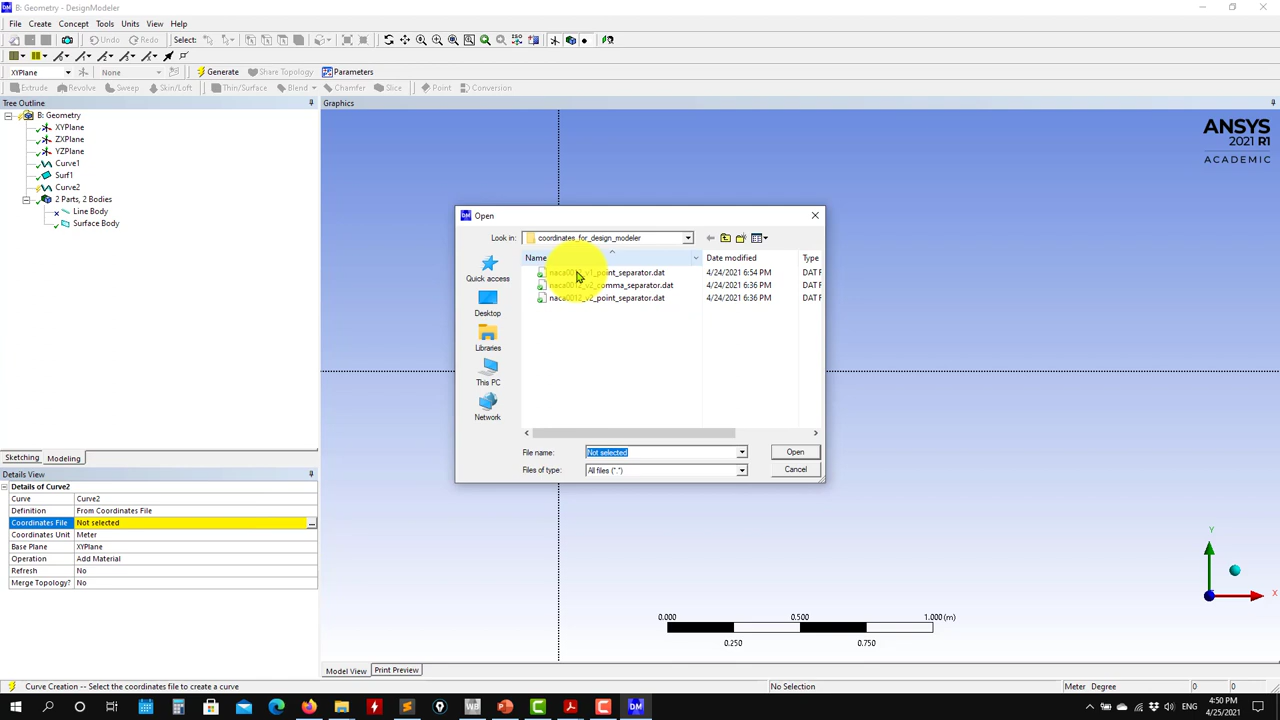 B: Geometry - DesignModeler
File Create Concept Tools Units View Help
Undo Redo Select:
XYPlane None Generate Share Topology Parameters
Extrude Revolve Sweep Skin/Loft Thin/Surface Blend Chamfer Slice Point Conversion
Tree Outline
B: Geometry
XYPlane
ZXPlane
YZPlane
Curve1
Surf1
Curve2
2 Parts, 2 Bodies
Line Body
Surface Body
Sketching Modeling
Details View
Details of Curve2
Curve Curve2
Definition From Coordinates File
Coordinates File Not selected ...
Coordinates Unit Meter
Base Plane XYPlane
Operation Add Material
Refresh No
Merge Topology? No
Graphics
ANSYS
2021 R1
ACADEMIC
Open
Look in: coordinates_for_design_modeler
Name Date modified Type
naca0012_v1_point_separator.dat 4/24/2021 6:54 PM DAT F
naca0012_v2_comma_separator.dat 4/24/2021 6:36 PM DAT F
naca0012_v2_point_separator.dat 4/24/2021 6:36 PM DAT F
Quick access
Desktop
Libraries
This PC
Network
File name: Not selected Open
Files of type: All files (*.*) Cancel
Y
X
0.000 0.500 1.000 (m)
0.250 0.750
Model View Print Preview
Curve Creation -- Select the coordinates file to create a curve No Selection Meter Degree 0 0
DM
4:50 PM
4/25/2021